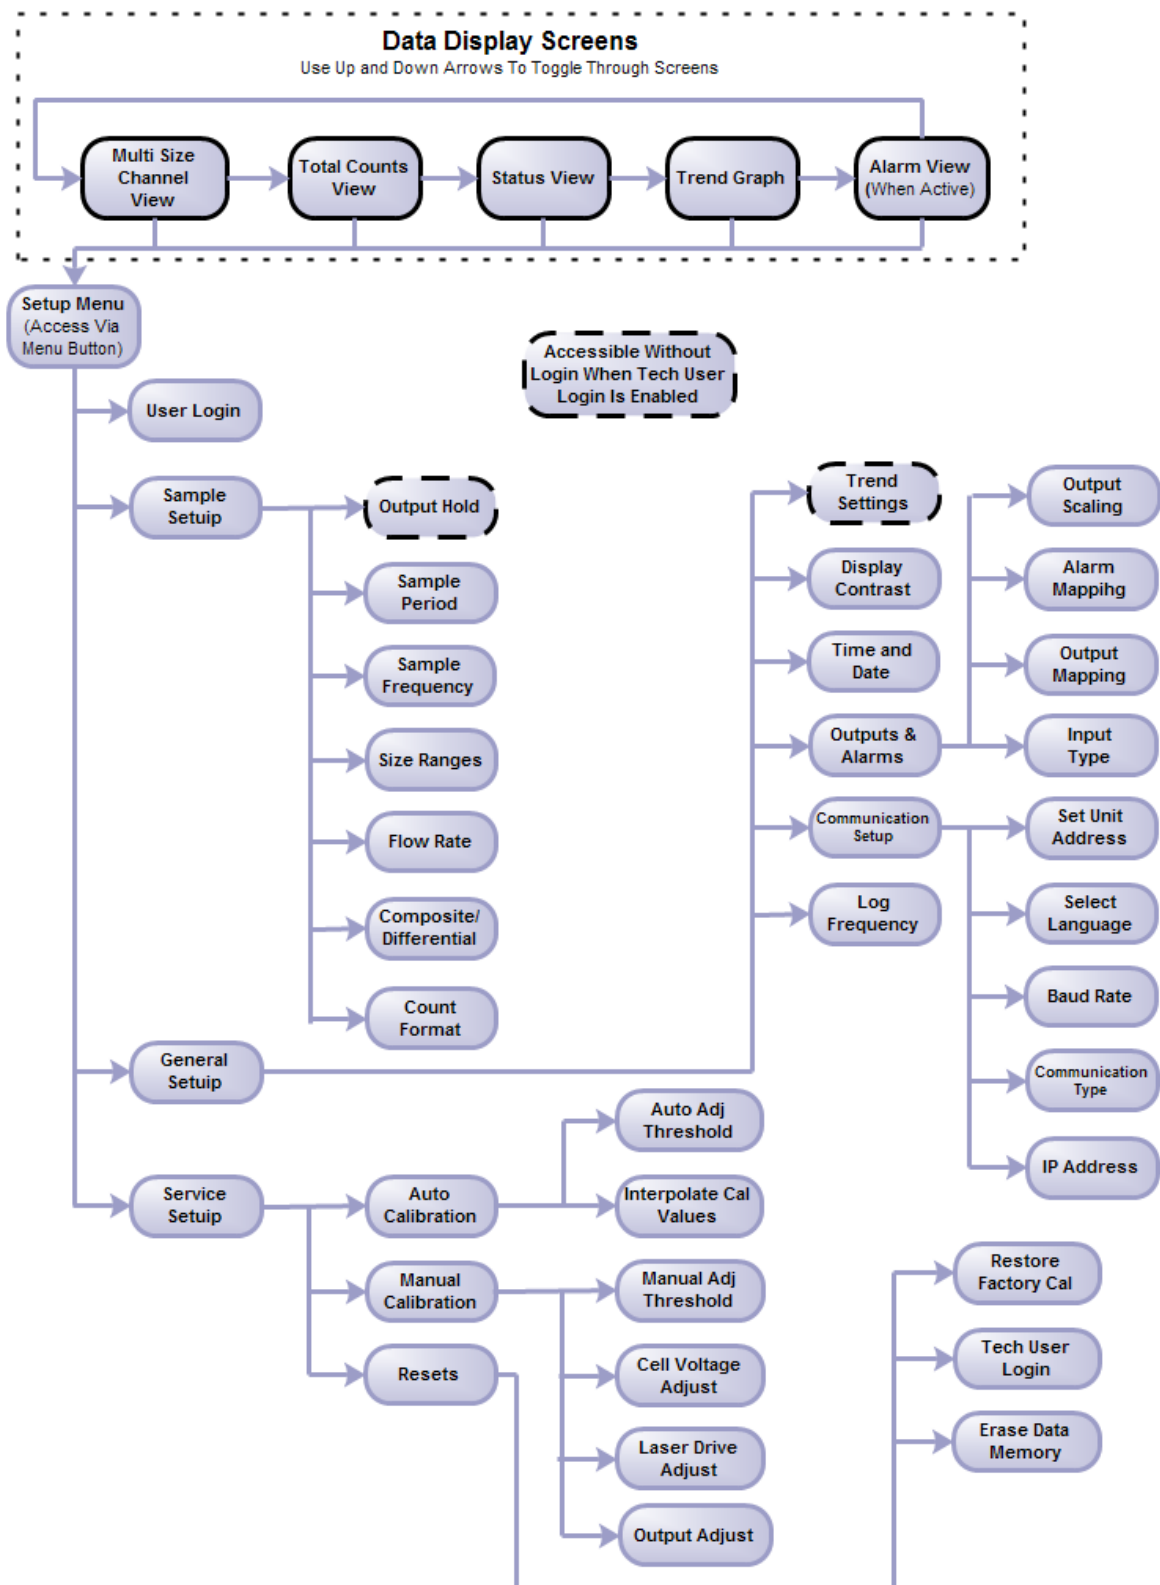 Data Display Screens
Use Up and Down Arrows To Toggle Through Screens
Multi Size
Channel
View
Total Counts
View
Status View
Trend Graph
Alarm View
(When Active)
Setup Menu
(Access Via
Menu Button)
Accessible Without
Login When Tech User
Login Is Enabled
User Login
Sample
Setuip
Output Hold
Sample
Period
Sample
Frequency
Size Ranges
Flow Rate
Composite/
Differential
Count
Format
Trend
Settings
Display
Contrast
Time and
Date
Outputs &
Alarms
Communication
Setup
Log
Frequency
Output
Scaling
Alarm
Mappihg
Output
Mapping
Input
Type
Set Unit
Address
Select
Language
Baud Rate
Communication
Type
IP Address
General
Setuip
Service
Setuip
Auto
Calibration
Manual
Calibration
Resets
Auto Adj
Threshold
Interpolate Cal
Values
Manual Adj
Threshold
Cell Voltage
Adjust
Laser Drive
Adjust
Output Adjust
Restore
Factory Cal
Tech User
Login
Erase Data
Memory